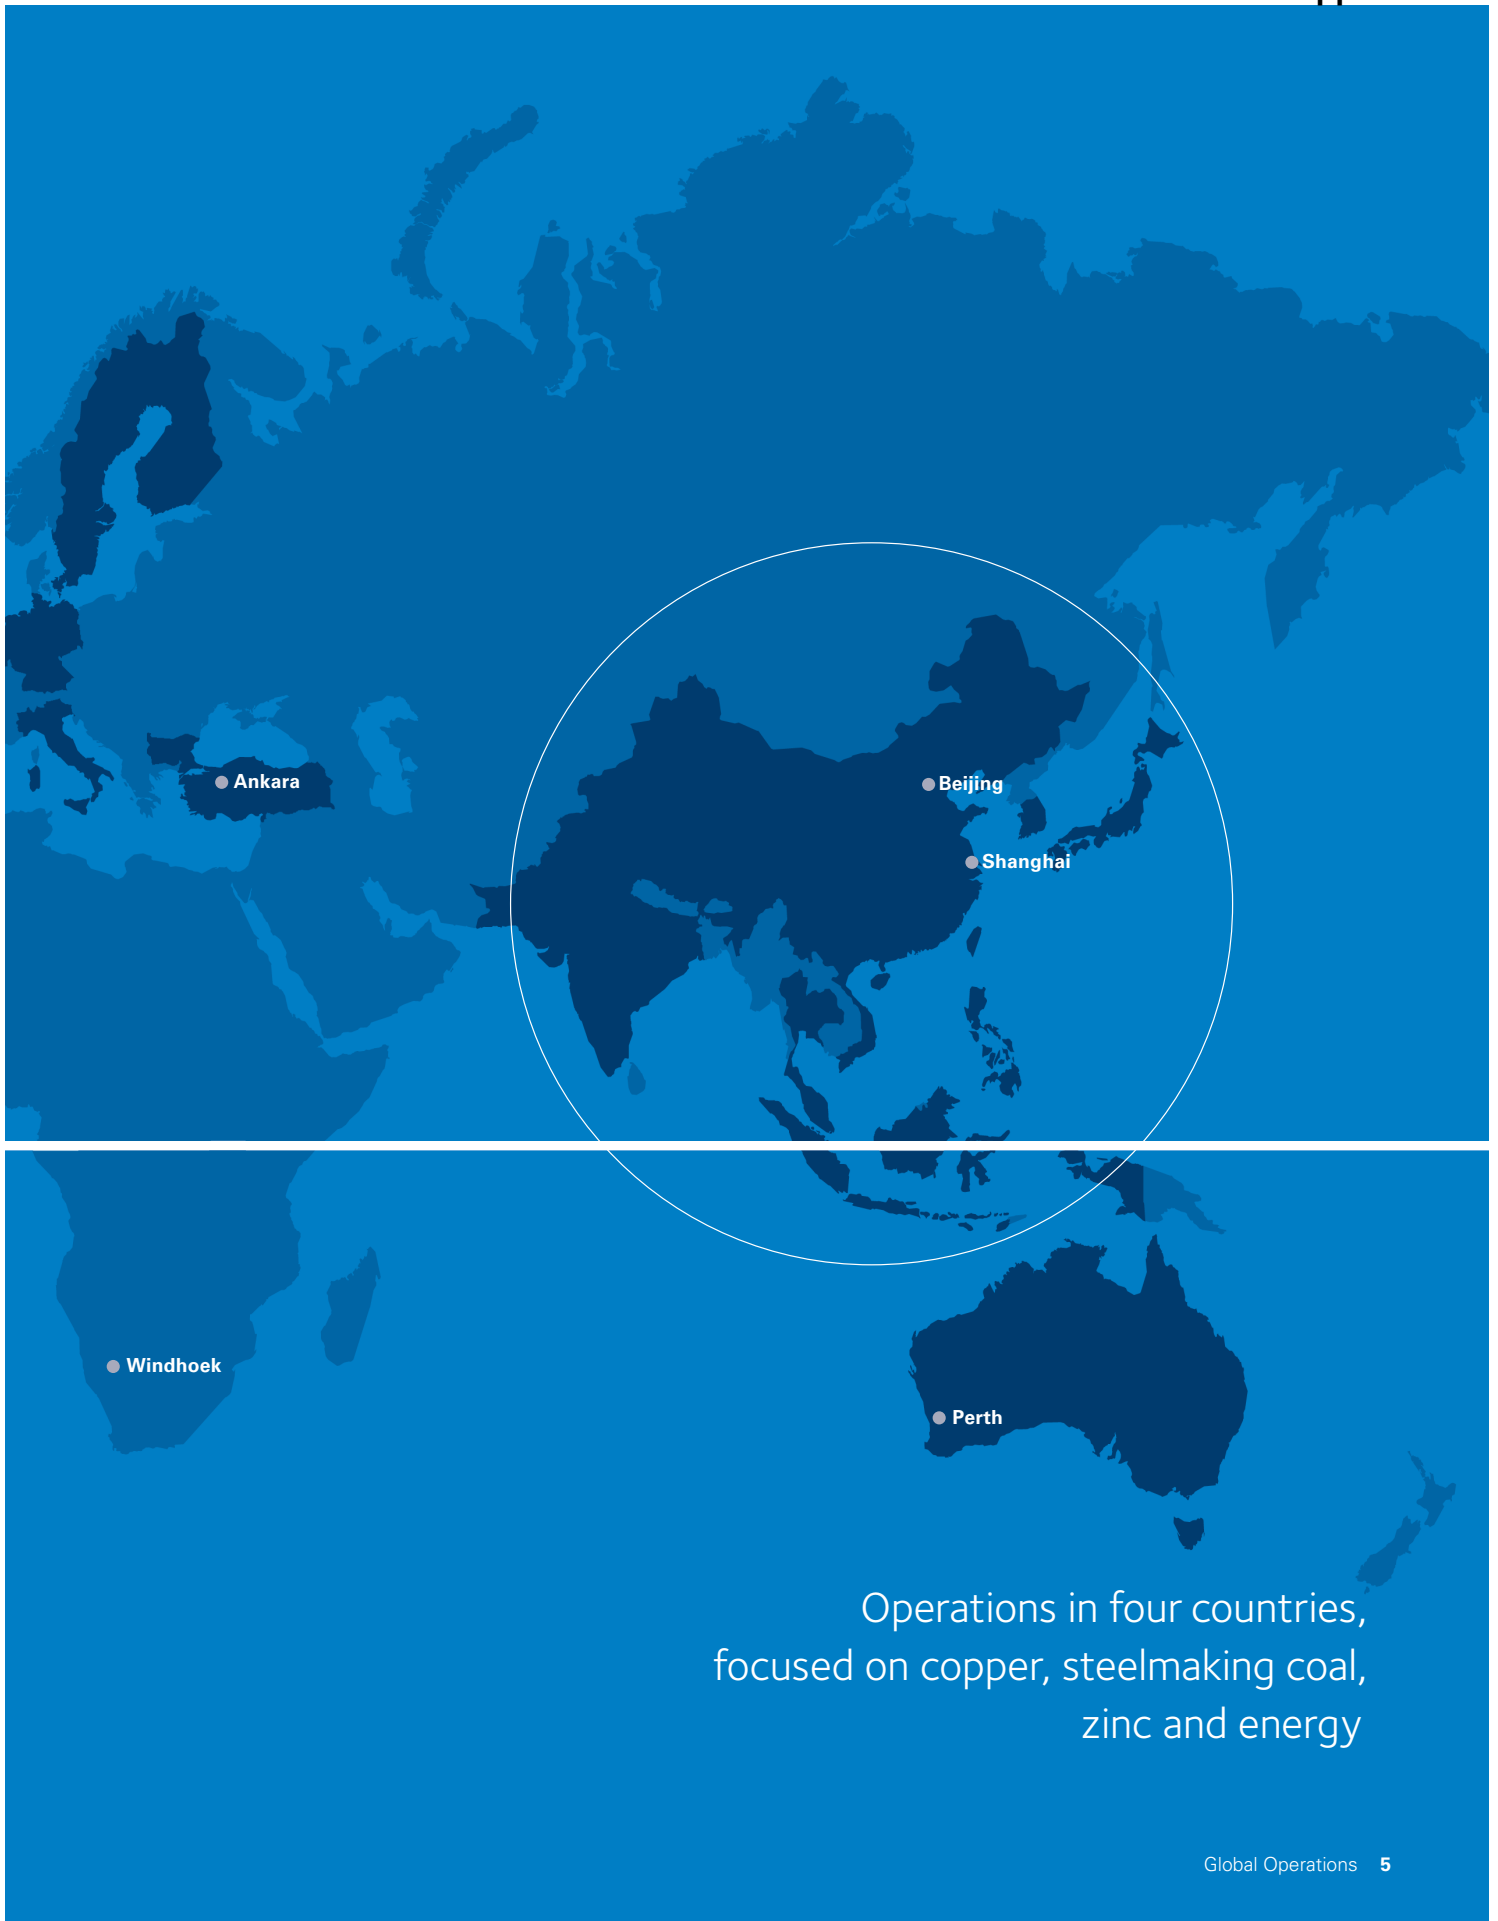 Ankara
Beijing
Shanghai
Windhoek
Perth
Operations in four countries,
focused on copper, steelmaking coal,
zinc and energy
Global Operations 5